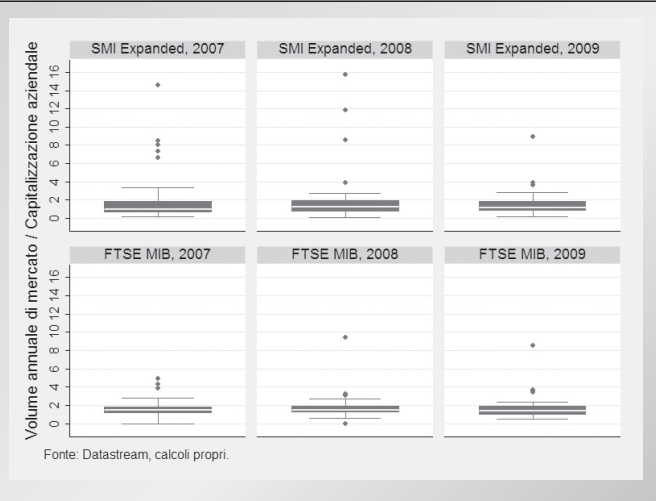 Volume annuale di mercato / Capitalizzazione aziendale
SMI Expanded, 2007
SMI Expanded, 2008
SMI Expanded, 2009
16
14
12
10
8
6
4
2
0
FTSE MIB, 2007
FTSE MIB, 2008
FTSE MIB, 2009
16
14
12
10
8
6
4
2
0
Fonte: Datastream, calcoli propri.